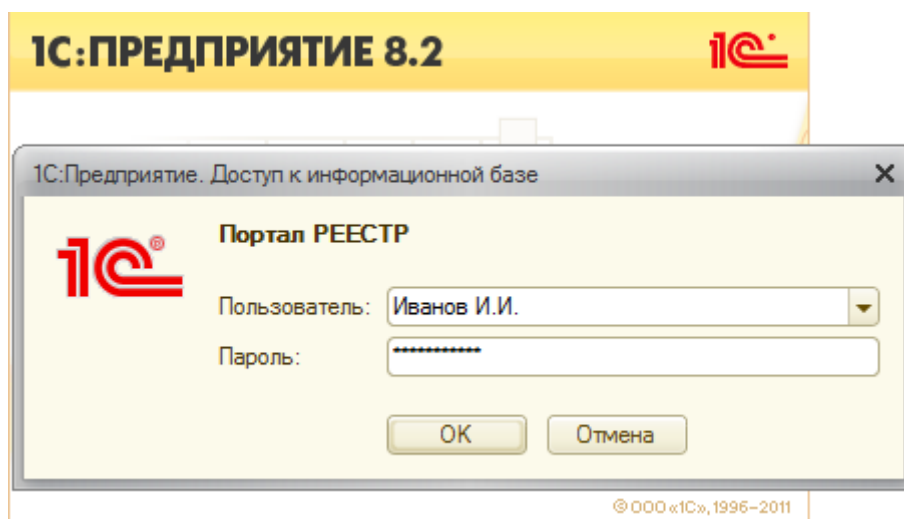 1С:ПРЕДПРИЯТИЕ 8.2 1С
1С:Предприятие. Доступ к информационной базе
1С® Портал РЕЕСТР
Пользователь: Иванов И.И.
Пароль: ***********
OK Отмена
© ООО «1С», 1996-2011